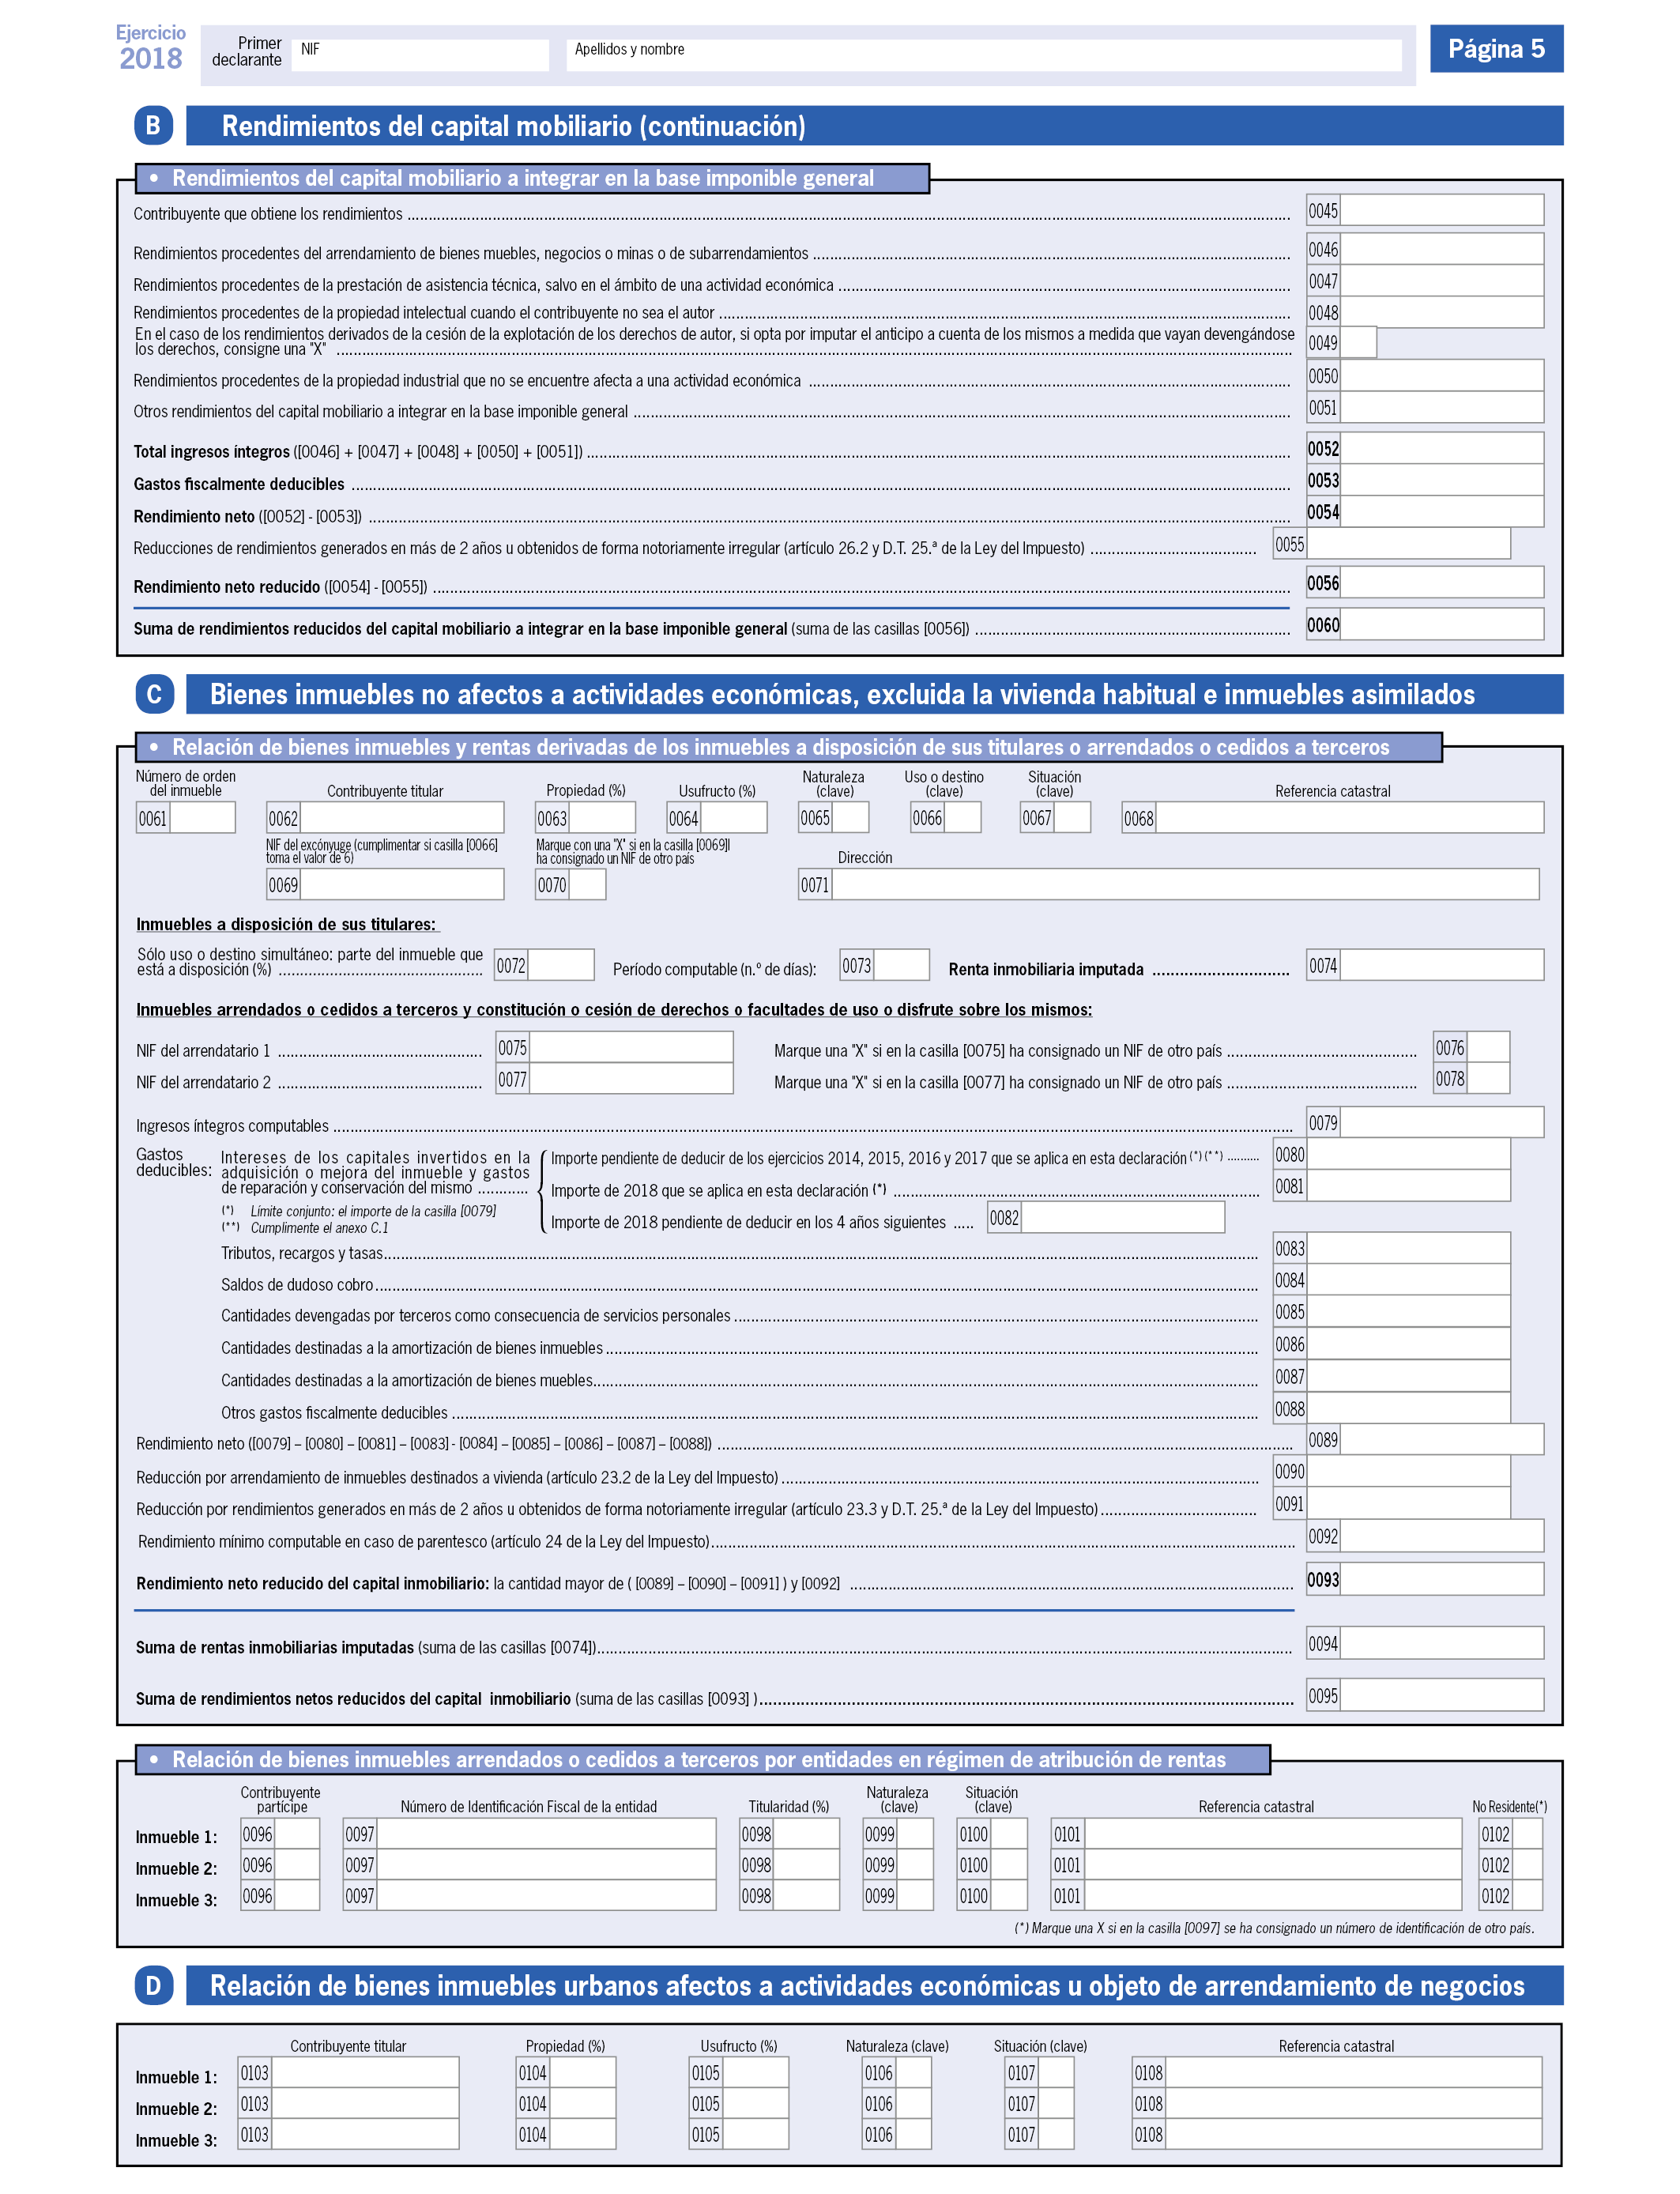 Ejercicio
2018
Primer
declarante
NIF
Apellidos y nombre
Página 5
B
Rendimientos del capital mobiliario (continuación)
• Rendimientos del capital mobiliario a integrar en la base imponible general
Contribuyente que obtiene los rendimientos 0045
Rendimientos procedentes del arrendamiento de bienes muebles, negocios o minas o de subarrendamientos 0046
Rendimientos procedentes de la prestación de asistencia técnica, salvo en el ámbito de una actividad económica 0047
Rendimientos procedentes de la propiedad intelectual cuando el contribuyente no sea el autor 0048
En el caso de los rendimientos derivados de la cesión de la explotación de los derechos de autor, si opta por imputar el anticipo a cuenta de los mismos a medida que vayan devengándose
los derechos, consigne una "X" 0049
Rendimientos procedentes de la propiedad industrial que no se encuentre afecta a una actividad económica 0050
Otros rendimientos del capital mobiliario a integrar en la base imponible general 0051
Total ingresos íntegros ([0046] + [0047] + [0048] + [0050] + [0051]) 0052
Gastos fiscalmente deducibles 0053
Rendimiento neto ([0052] - [0053]) 0054
Reducciones de rendimientos generados en más de 2 años u obtenidos de forma notoriamente irregular (artículo 26.2 y D.T. 25.ª de la Ley del Impuesto) 0055
Rendimiento neto reducido ([0054] - [0055]) 0056
Suma de rendimientos reducidos del capital mobiliario a integrar en la base imponible general (suma de las casillas [0056]) 0060
C
Bienes inmuebles no afectos a actividades económicas, excluida la vivienda habitual e inmuebles asimilados
• Relación de bienes inmuebles y rentas derivadas de los inmuebles a disposición de sus titulares o arrendados o cedidos a terceros
Número de orden
del inmueble
Contribuyente titular
Propiedad (%)
Usufructo (%)
Naturaleza
(clave)
Uso o destino
(clave)
Situación
(clave)
Referencia catastral
0061 0062 0063 0064 0065 0066 0067 0068
NIF del excónyuge (cumplimentar si casilla [0066]
toma el valor de 6)
Marque con una "X" si en la casilla [0069]l
ha consignado un NIF de otro país
Dirección
0069 0070 0071
Inmuebles a disposición de sus titulares:
Sólo uso o destino simultáneo: parte del inmueble que
está a disposición (%) 0072 Período computable (n.º de días): 0073 Renta inmobiliaria imputada 0074
Inmuebles arrendados o cedidos a terceros y constitución o cesión de derechos o facultades de uso o disfrute sobre los mismos:
NIF del arrendatario 1 0075 Marque una "X" si en la casilla [0075] ha consignado un NIF de otro país 0076
NIF del arrendatario 2 0077 Marque una "X" si en la casilla [0077] ha consignado un NIF de otro país 0078
Ingresos íntegros computables 0079
Gastos
deducibles:
Intereses de los capitales invertidos en la
adquisición o mejora del inmueble y gastos
de reparación y conservación del mismo
(*) Límite conjunto: el importe de la casilla [0079]
(**) Cumplimente el anexo C.1
Importe pendiente de deducir de los ejercicios 2014, 2015, 2016 y 2017 que se aplica en esta declaración (*) (**) 0080
Importe de 2018 que se aplica en esta declaración (*) 0081
Importe de 2018 pendiente de deducir en los 4 años siguientes 0082
Tributos, recargos y tasas 0083
Saldos de dudoso cobro 0084
Cantidades devengadas por terceros como consecuencia de servicios personales 0085
Cantidades destinadas a la amortización de bienes inmuebles 0086
Cantidades destinadas a la amortización de bienes muebles 0087
Otros gastos fiscalmente deducibles 0088
Rendimiento neto ([0079] – [0080] – [0081] – [0083] - [0084] – [0085] – [0086] – [0087] – [0088]) 0089
Reducción por arrendamiento de inmuebles destinados a vivienda (artículo 23.2 de la Ley del Impuesto) 0090
Reducción por rendimientos generados en más de 2 años u obtenidos de forma notoriamente irregular (artículo 23.3 y D.T. 25.ª de la Ley del Impuesto) 0091
Rendimiento mínimo computable en caso de parentesco (artículo 24 de la Ley del Impuesto) 0092
Rendimiento neto reducido del capital inmobiliario: la cantidad mayor de ( [0089] – [0090] – [0091] ) y [0092] 0093
Suma de rentas inmobiliarias imputadas (suma de las casillas [0074]) 0094
Suma de rendimientos netos reducidos del capital inmobiliario (suma de las casillas [0093] ) 0095
• Relación de bienes inmuebles arrendados o cedidos a terceros por entidades en régimen de atribución de rentas
Contribuyente
partícipe
Número de Identificación Fiscal de la entidad
Titularidad (%)
Naturaleza
(clave)
Situación
(clave)
Referencia catastral
No Residente(*)
Inmueble 1: 0096 0097 0098 0099 0100 0101 0102
Inmueble 2: 0096 0097 0098 0099 0100 0101 0102
Inmueble 3: 0096 0097 0098 0099 0100 0101 0102
(*) Marque una X si en la casilla [0097] se ha consignado un número de identificación de otro país.
D
Relación de bienes inmuebles urbanos afectos a actividades económicas u objeto de arrendamiento de negocios
Contribuyente titular Propiedad (%) Usufructo (%) Naturaleza (clave) Situación (clave) Referencia catastral
Inmueble 1: 0103 0104 0105 0106 0107 0108
Inmueble 2: 0103 0104 0105 0106 0107 0108
Inmueble 3: 0103 0104 0105 0106 0107 0108